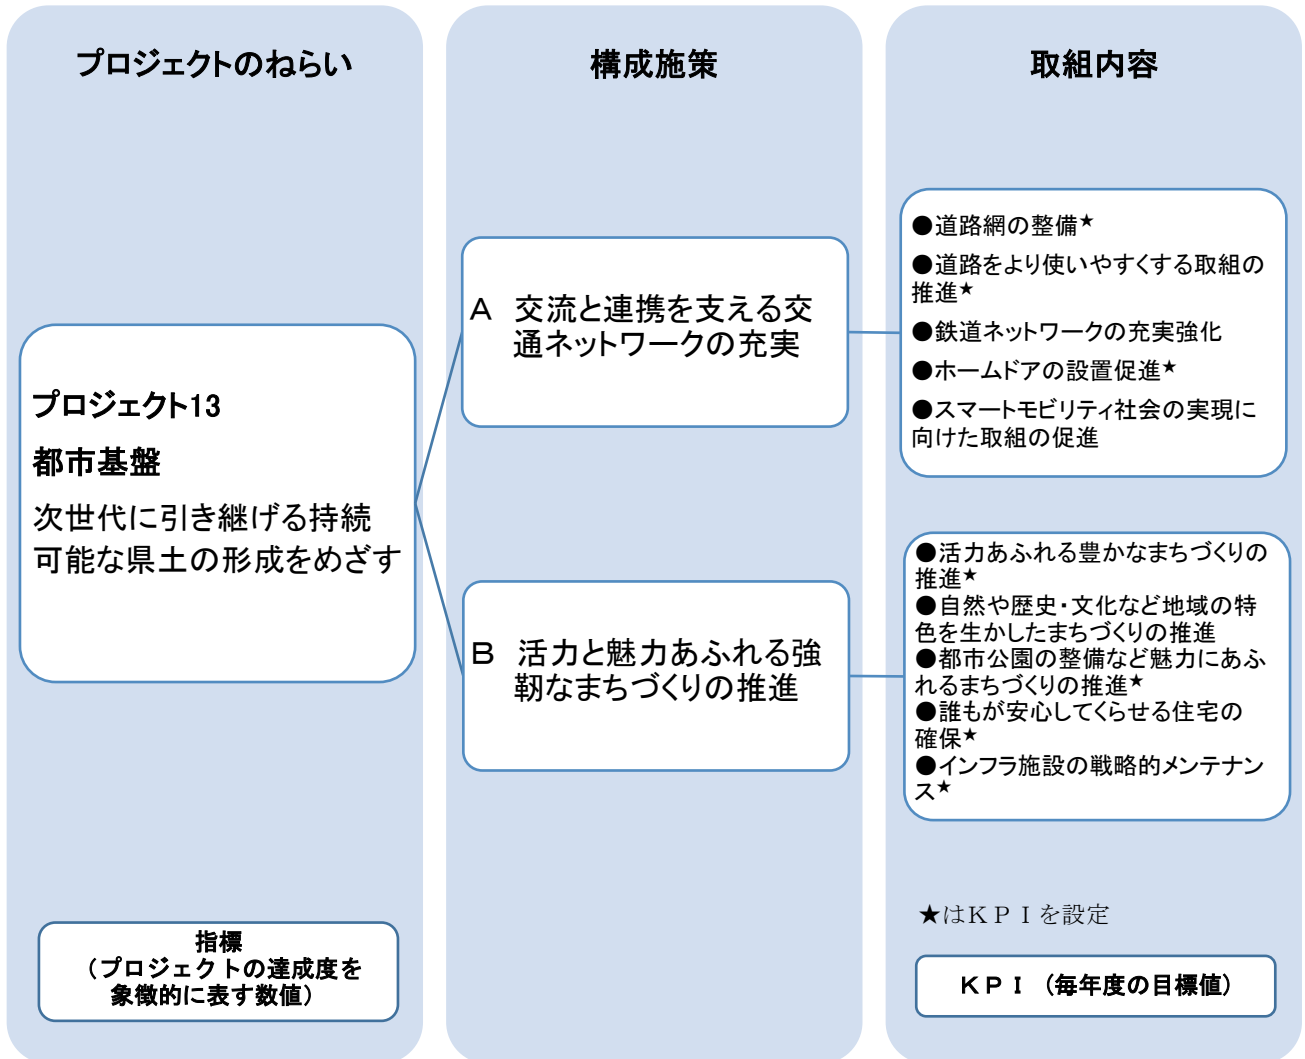 プロジェクトのねらい
プロジェクト13
都市基盤
次世代に引き継げる持続
可能な県土の形成をめざす
指標
（プロジェクトの達成度を
象徴的に表す数値）
構成施策
A 交流と連携を支える交
通ネットワークの充実
B 活力と魅力あふれる強
靭なまちづくりの推進
取組内容
●道路網の整備★
●道路をより使いやすくする取組の
推進★
●鉄道ネットワークの充実強化
●ホームドアの設置促進★
●スマートモビリティ社会の実現に
向けた取組の促進
●活力あふれる豊かなまちづくりの
推進★
●自然や歴史・文化など地域の特
色を生かしたまちづくりの推進
●都市公園の整備など魅力にあふ
れるまちづくりの推進★
●誰もが安心してくらせる住宅の
確保★
●インフラ施設の戦略的メンテナン
ス★
★はＫＰＩを設定
ＫＰＩ（毎年度の目標値）